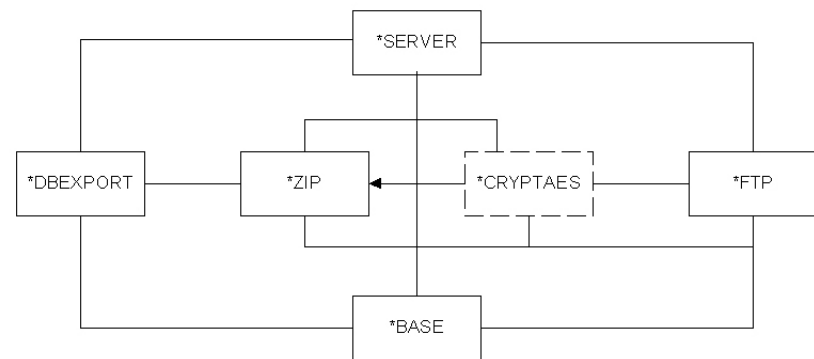 *SERVER
*DBEXPORT
*ZIP
*CRYPTAES
*FTP
*BASE